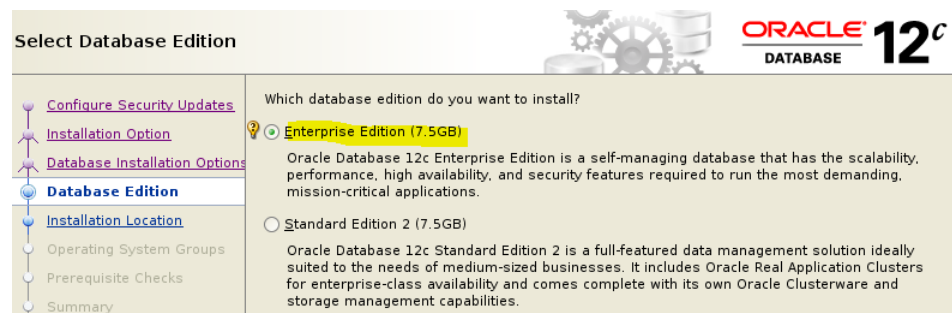 Select Database Edition
ORACLE
DATABASE
12c
Configure Security Updates
Installation Option
Database Installation Options
Database Edition
Installation Location
Operating System Groups
Prerequisite Checks
Summary
Which database edition do you want to install?
Enterprise Edition (7.5GB)
Oracle Database 12c Enterprise Edition is a self-managing database that has the scalability,
performance, high availability, and security features required to run the most demanding,
mission-critical applications.
Standard Edition 2 (7.5GB)
Oracle Database 12c Standard Edition 2 is a full-featured data management solution ideally
suited to the needs of medium-sized businesses. It includes Oracle Real Application Clusters
for enterprise-class availability and comes complete with its own Oracle Clusterware and
storage management capabilities.